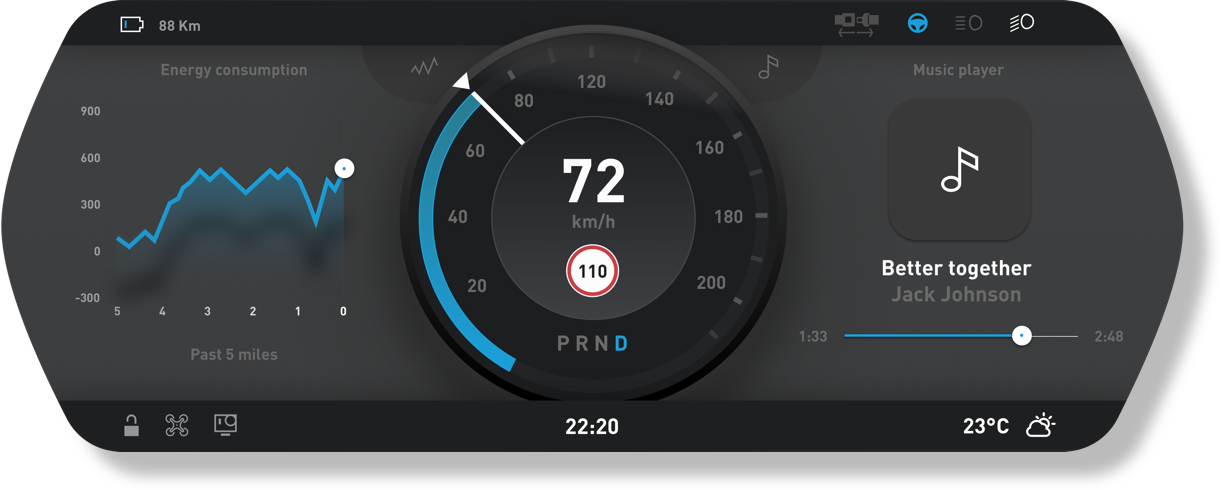 88 Km
Energy consumption
900
600
300
0
-300
5 4 3 2 1 0
Past 5 miles
20
40
60
80
120
140
160
180
200
72
km/h
110
P R N D
Music player
Better together
Jack Johnson
1:33 2:48
22:20
23°C